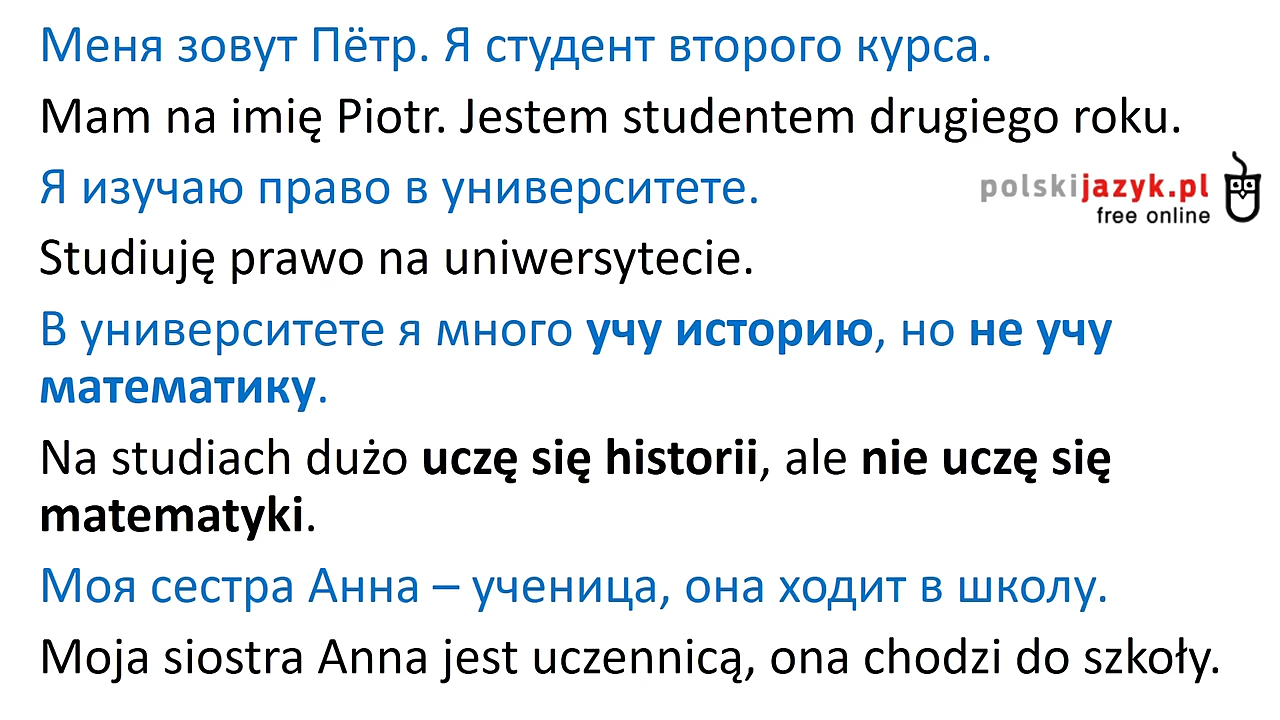 Меня зовут Пётр. Я студент второго курса.
Mam na imię Piotr. Jestem studentem drugiego roku.
Я изучаю право в университете.
polskijazyk.pl
free online
Studiuję prawo na uniwersytecie.
В университете я много учу историю, но не учу
математику.
Na studiach dużo uczę się historii, ale nie uczę się
matematyki.
Моя сестра Анна – ученица, она ходит в школу.
Moja siostra Anna jest uczennicą, ona chodzi do szkoły.